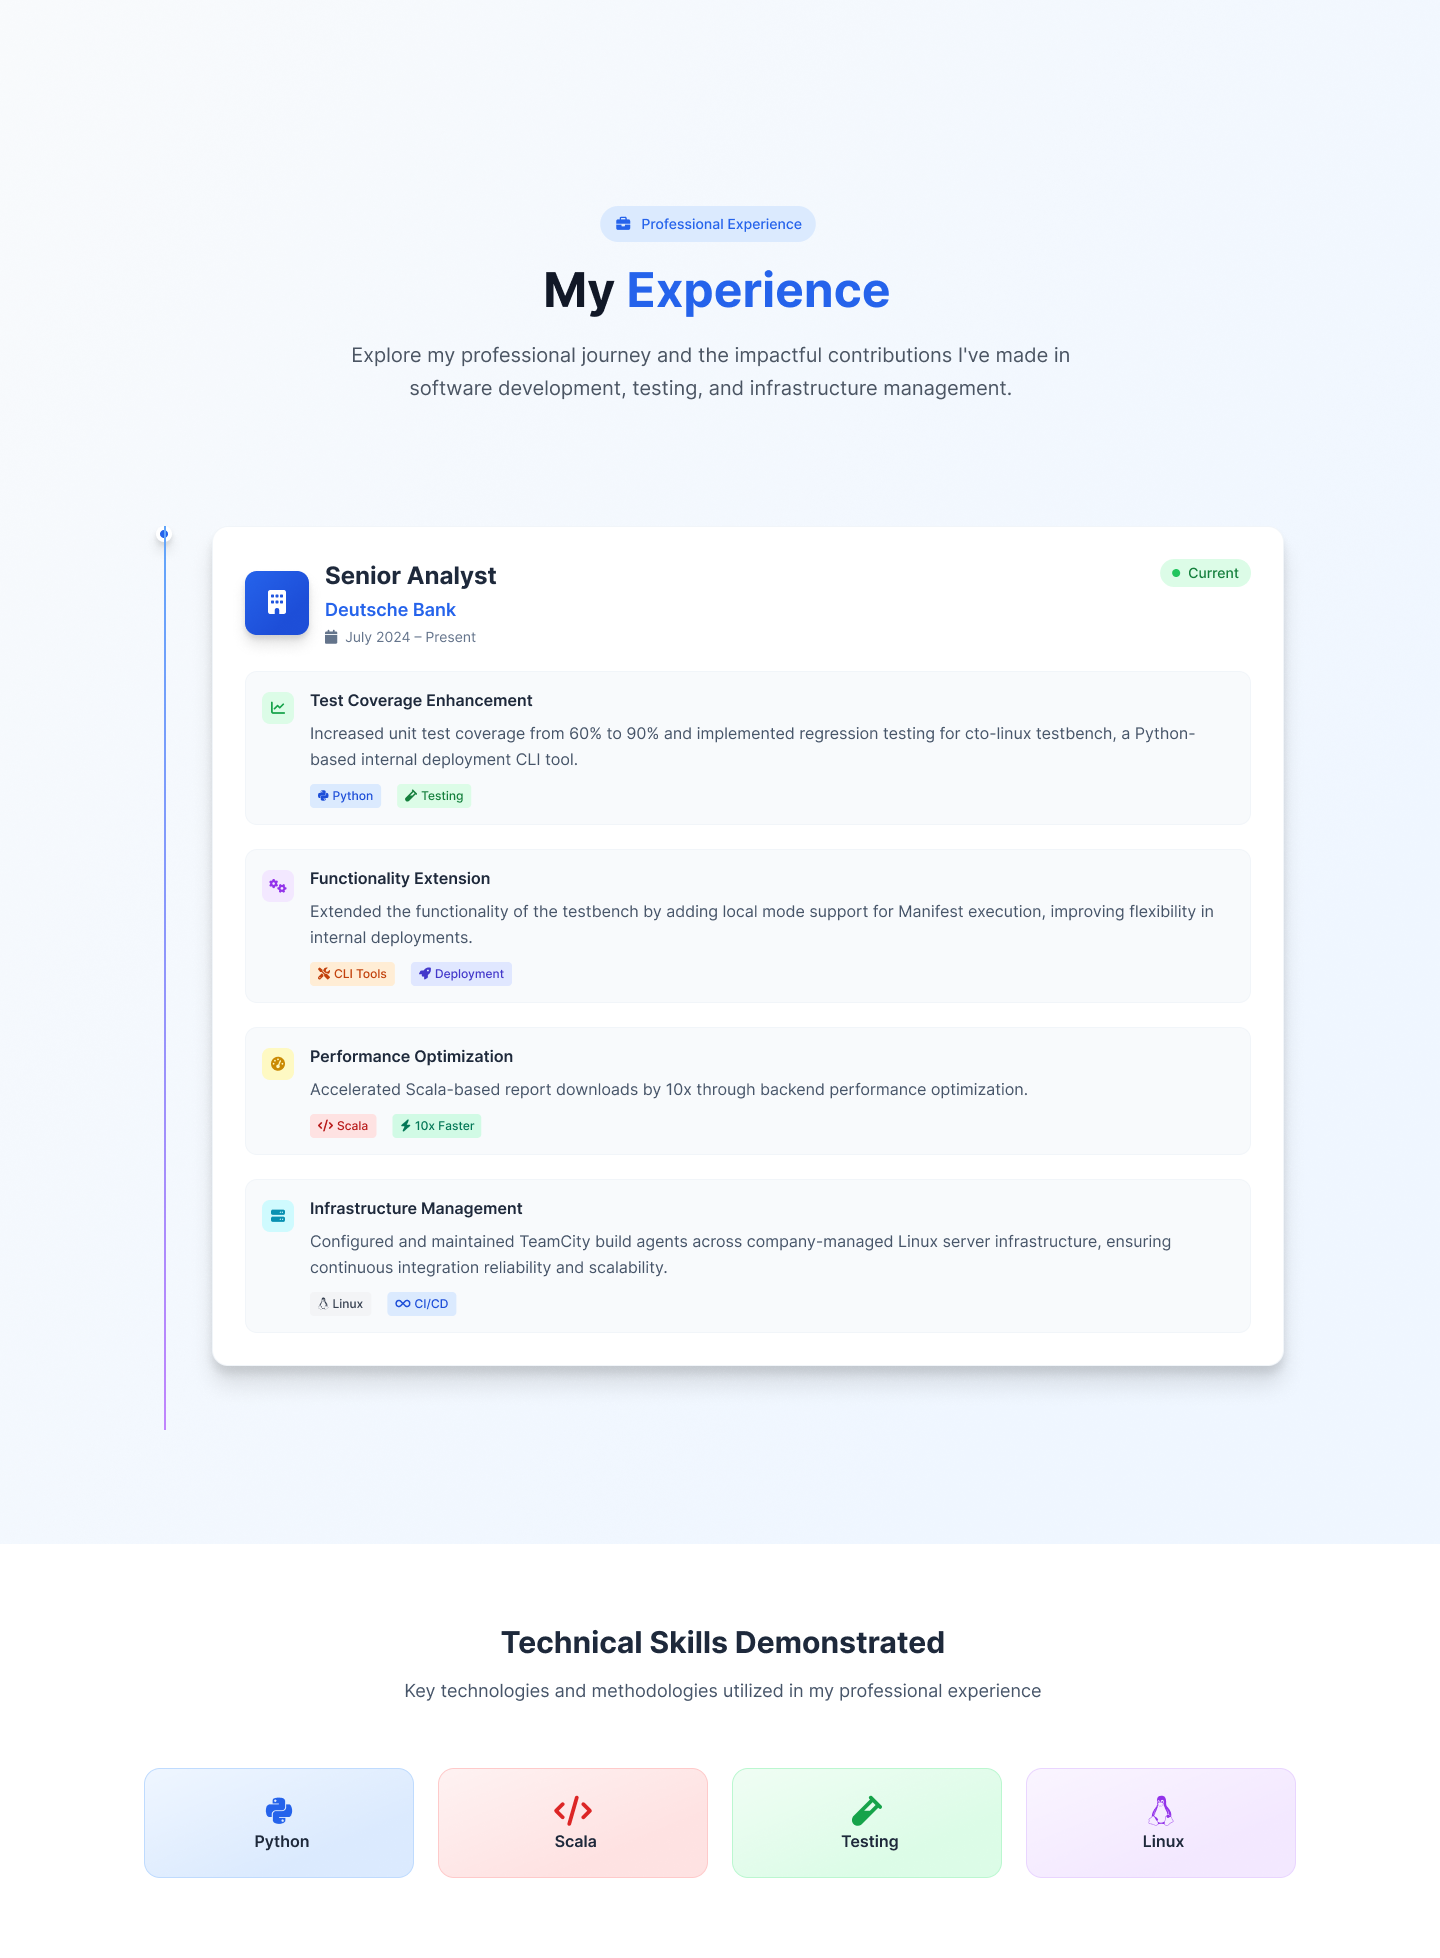 Professional Experience
My Experience
Explore my professional journey and the impactful contributions I've made in
software development, testing, and infrastructure management.
Senior Analyst
Current
Deutsche Bank
July 2024 – Present
Test Coverage Enhancement
Increased unit test coverage from 60% to 90% and implemented regression testing for cto-linux testbench, a Python-
based internal deployment CLI tool.
Python Testing
Functionality Extension
Extended the functionality of the testbench by adding local mode support for Manifest execution, improving flexibility in
internal deployments.
CLI Tools Deployment
Performance Optimization
Accelerated Scala-based report downloads by 10x through backend performance optimization.
Scala 10x Faster
Infrastructure Management
Configured and maintained TeamCity build agents across company-managed Linux server infrastructure, ensuring
continuous integration reliability and scalability.
Linux CI/CD
Technical Skills Demonstrated
Key technologies and methodologies utilized in my professional experience
Python Scala Testing Linux